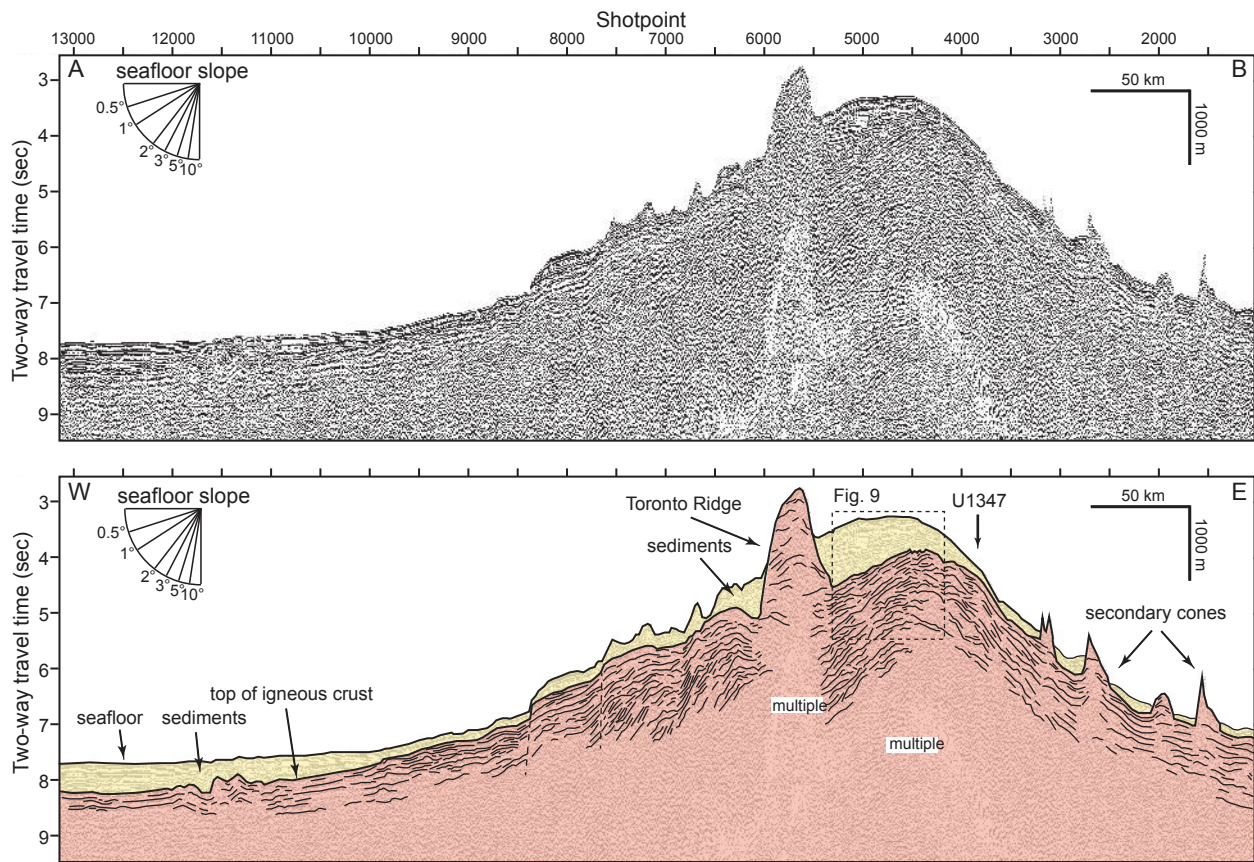 Shotpoint
13000 12000 11000 10000 9000 8000 7000 6000 5000 4000 3000 2000
A
seafloor slope
B
50 km
1000 m
0.5°
1°
2°
3°
5°
10°
Two-way travel time (sec)
3
4
5
6
7
8
9
W
seafloor slope
E
50 km
1000 m
0.5°
1°
2°
3°
5°
10°
Toronto Ridge
sediments
Fig. 9
U1347
secondary cones
top of igneous crust
seafloor
sediments
multiple
multiple
Two-way travel time (sec)
3
4
5
6
7
8
9